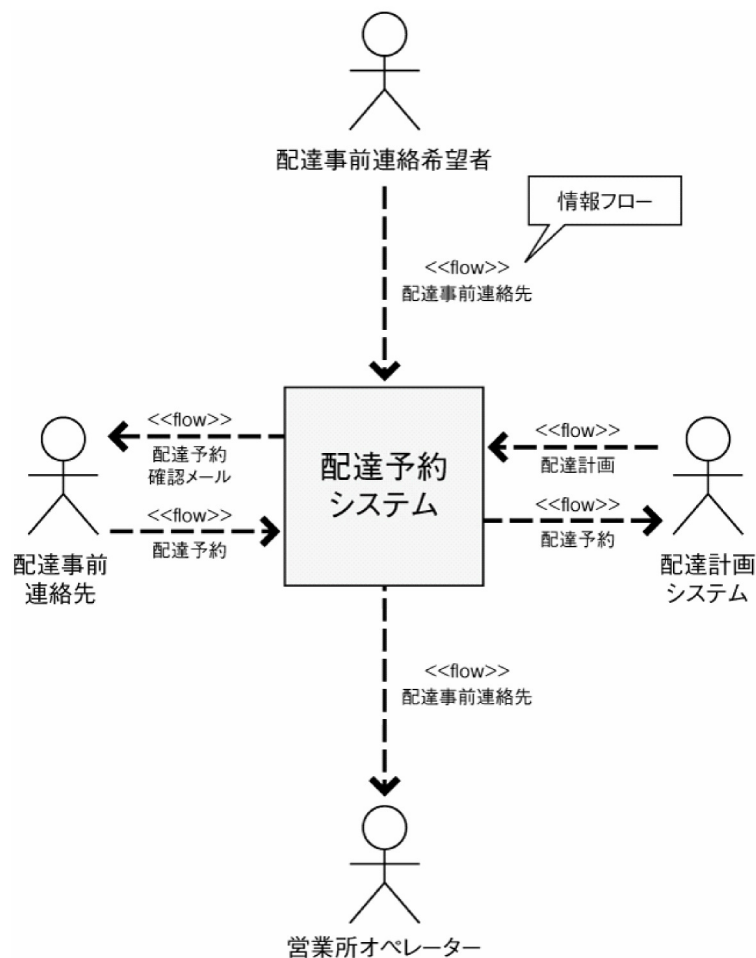 配達事前連絡希望者
情報フロー
<<flow>>
配達事前連絡先
<<flow>>
配達予約
確認メール
<<flow>>
配達予約
配達事前
連絡先
配達予約
システム
<<flow>>
配達計画
<<flow>>
配達予約
配達計画
システム
<<flow>>
配達事前連絡先
営業所オペレーター